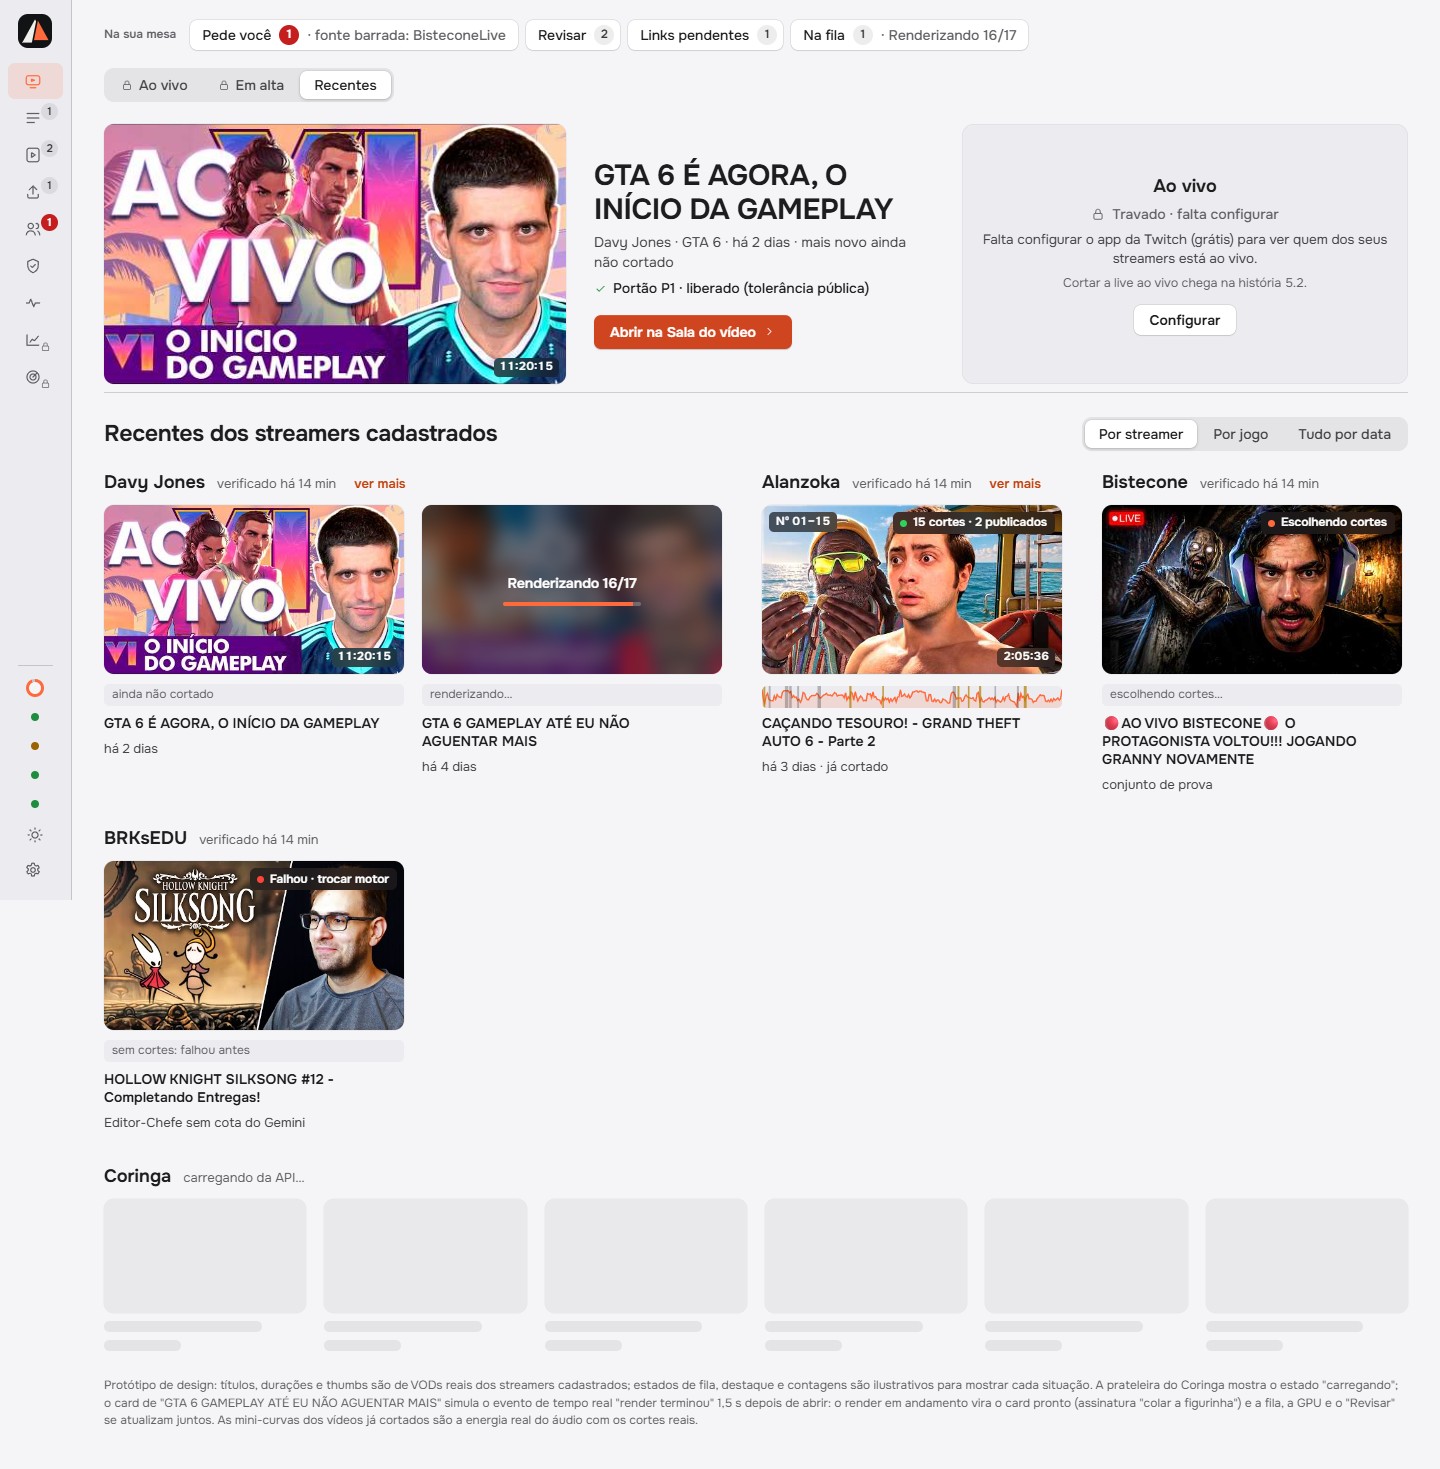 Na sua mesa
Pede você 1 · fonte barrada: BisteconeLive
Revisar 2
Links pendentes 1
Na fila 1 · Renderizando 16/17
Ao vivo
Em alta
Recentes
1
2
1
1
AO
VI
VIVO
VI O INÍCIO
DO GAMEPLAY
11:20:15
GTA 6 É AGORA, O
INÍCIO DA GAMEPLAY
Davy Jones · GTA 6 · há 2 dias · mais novo ainda
não cortado
Portão P1 · liberado (tolerância pública)
Abrir na Sala do vídeo
Ao vivo
Travado · falta configurar
Falta configurar o app da Twitch (grátis) para ver quem dos seus
streamers está ao vivo.
Cortar a live ao vivo chega na história 5.2.
Configurar
Recentes dos streamers cadastrados
Por streamer
Por jogo
Tudo por data
Davy Jones verificado há 14 min ver mais
AO
VI
VIVO
VI O INÍCIO
DO GAMEPLAY
11:20:15
ainda não cortado
GTA 6 É AGORA, O INÍCIO DA GAMEPLAY
há 2 dias
Renderizando 16/17
renderizando...
GTA 6 GAMEPLAY ATÉ EU NÃO
AGUENTAR MAIS
há 4 dias
Alanzoka verificado há 14 min ver mais
Nº 01–15
15 cortes · 2 publicados
2:05:36
CAÇANDO TESOURO! - GRAND THEFT
AUTO 6 - Parte 2
há 3 dias · já cortado
Bistecone verificado há 14 min
LIVE
Escolhendo cortes
escolhendo cortes...
🔴AO VIVO BISTECONE🔴 O
PROTAGONISTA VOLTOU!!! JOGANDO
GRANNY NOVAMENTE
conjunto de prova
BRKsEDU verificado há 14 min
HOLLOW KNIGHT
SILKSONG
Falhou · trocar motor
sem cortes: falhou antes
HOLLOW KNIGHT SILKSONG #12 -
Completando Entregas!
Editor-Chefe sem cota do Gemini
Coringa carregando da API...
Protótipo de design: títulos, durações e thumbs são de VODs reais dos streamers cadastrados; estados de fila, destaque e contagens são ilustrativos para mostrar cada situação. A prateleira do Coringa mostra o estado "carregando";
o card de "GTA 6 GAMEPLAY ATÉ EU NÃO AGUENTAR MAIS" simula o evento de tempo real "render terminou" 1,5 s depois de abrir: o render em andamento vira o card pronto (assinatura "colar a figurinha") e a fila, a GPU e o "Revisar"
se atualizam juntos. As mini-curvas dos vídeos já cortados são a energia real do áudio com os cortes reais.